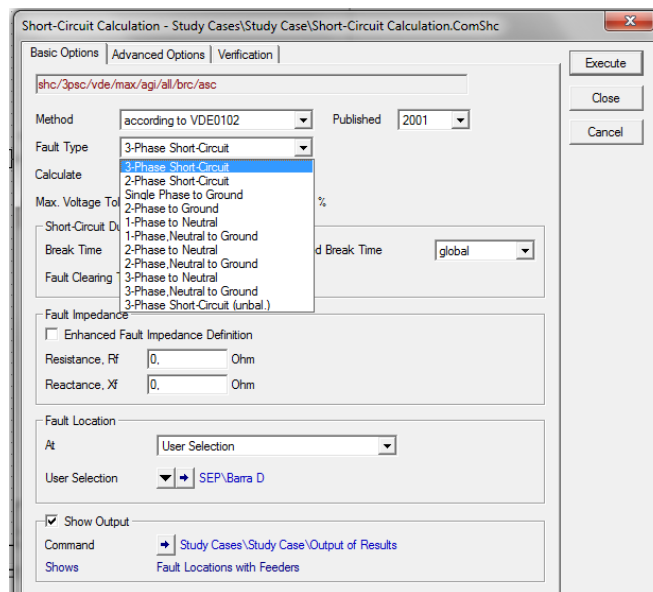 Short-Circuit Calculation - Study Cases\Study Case\Short-Circuit Calculation.ComShc
Basic Options Advanced Options Verification
Execute
shc/3psc/vde/max/agi/all/brc/asc
Close
Method according to VDE0102 Published 2001
Cancel
Fault Type 3-Phase Short-Circuit
3-Phase Short-Circuit
Calculate
2-Phase Short-Circuit
Single Phase to Ground
Max. Voltage %
2-Phase to Ground
1-Phase to Neutral
Short-Circuit
1-Phase,Neutral to Ground
Break Time 2-Phase to Neutral Break Time global
2-Phase,Neutral to Ground
Fault Clearing
3-Phase to Neutral
3-Phase,Neutral to Ground
3-Phase Short-Circuit (unbal.)
Fault Impedance
Enhanced Fault Impedance Definition
Resistance, Rf 0, Ohm
Reactance, Xf 0, Ohm
Fault Location
At User Selection
User Selection SEP\Barra D
Show Output
Command Study Cases\Study Case\Output of Results
Shows Fault Locations with Feeders